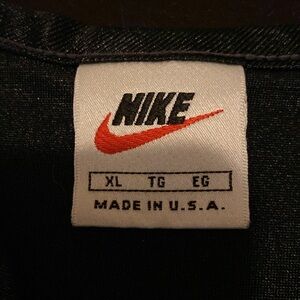 NIKE
XL TG EG
MADE IN U.S.A.